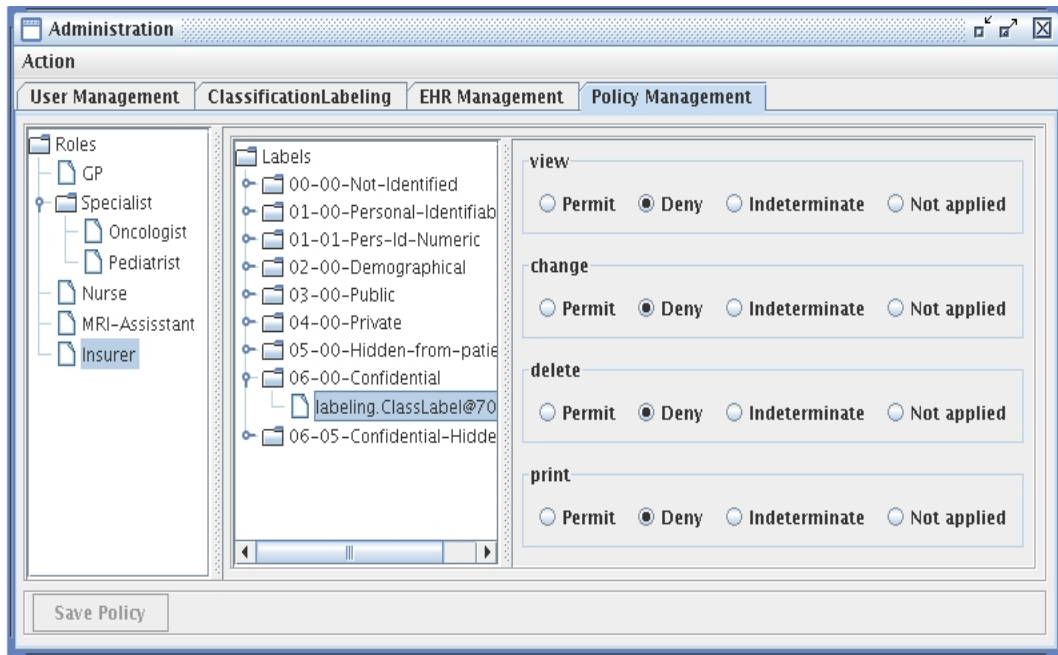 Administration
Action
User Management
ClassificationLabeling
EHR Management
Policy Management
Roles
GP
Specialist
Oncologist
Pediatrist
Nurse
MRI-Assisstant
Insurer
Labels
00-00-Not-Identified
01-00-Personal-Identifiab
01-01-Pers-Id-Numeric
02-00-Demographical
03-00-Public
04-00-Private
05-00-Hidden-from-patie
06-00-Confidential
labeling.ClassLabel@70
06-05-Confidential-Hidde
view
Permit Deny Indeterminate Not applied
change
Permit Deny Indeterminate Not applied
delete
Permit Deny Indeterminate Not applied
print
Permit Deny Indeterminate Not applied
Save Policy